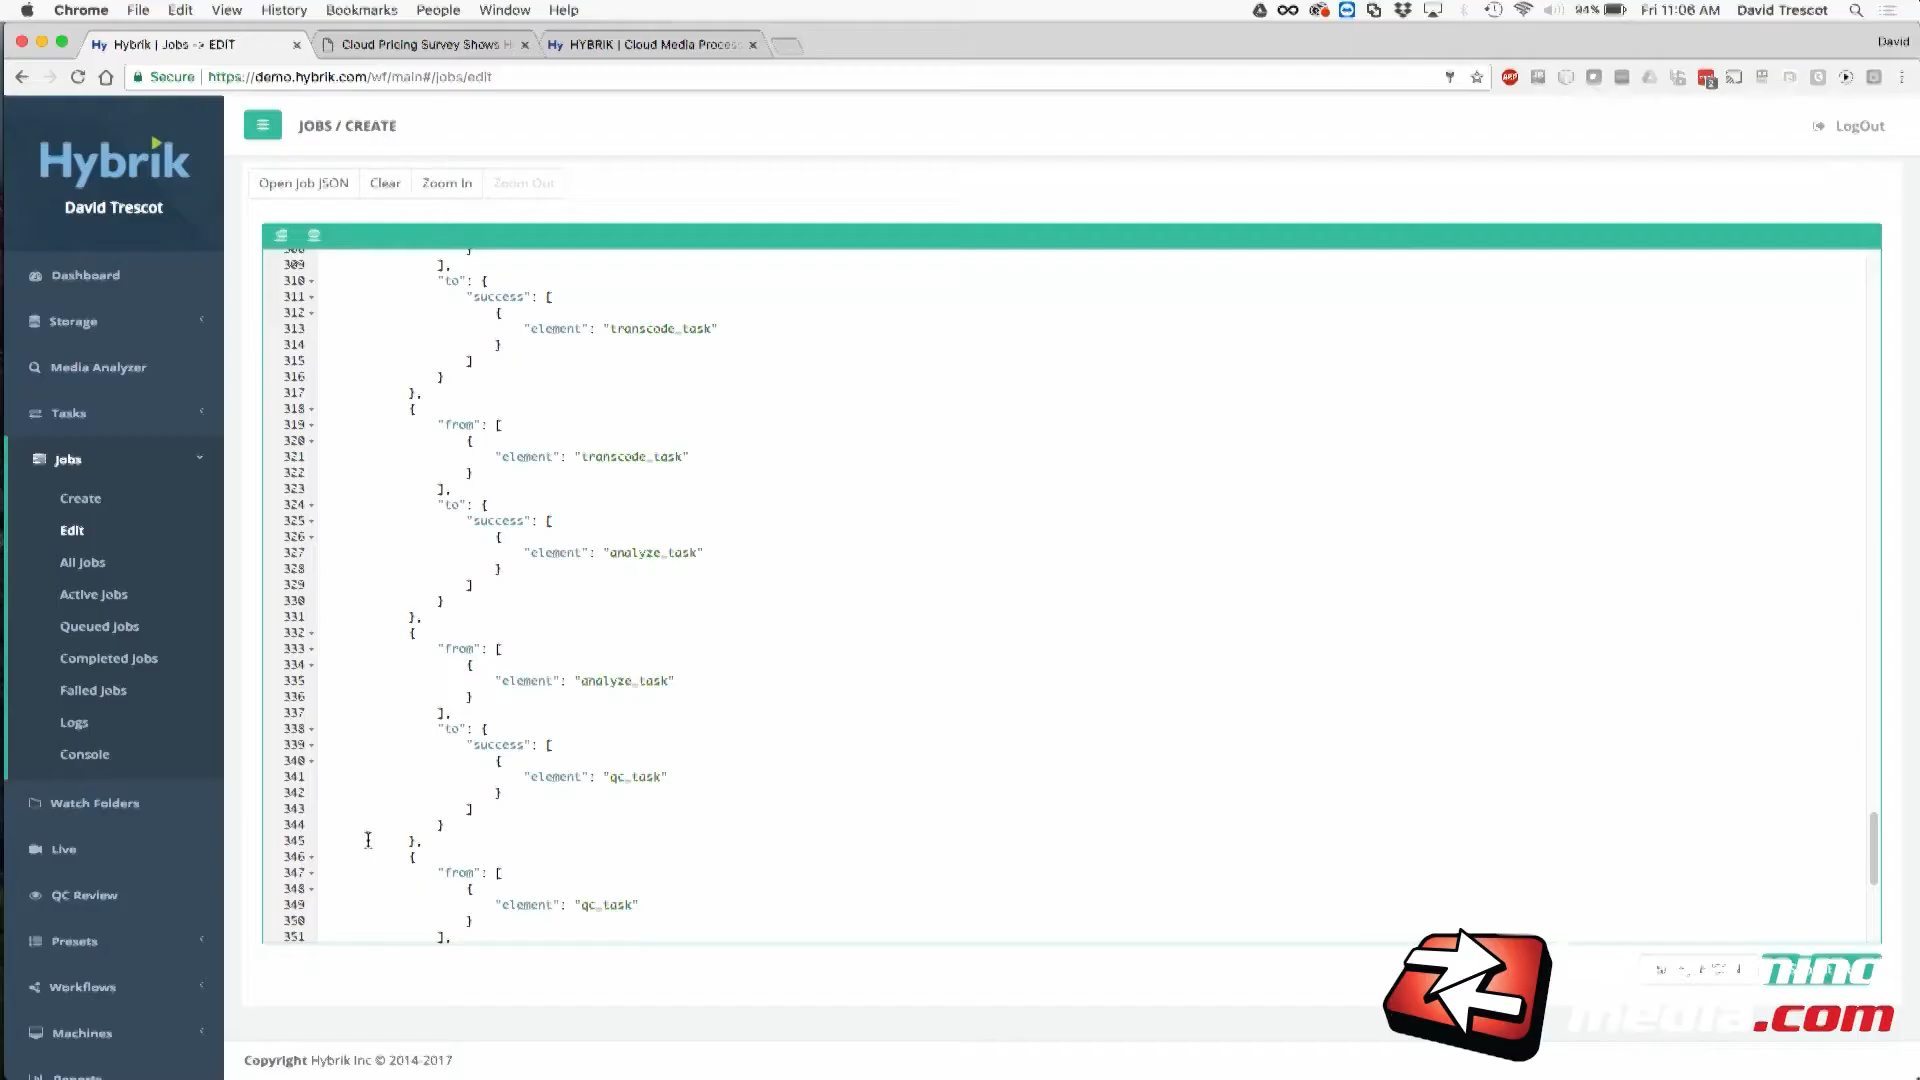 Chrome File Edit View History Bookmarks People Window Help 94% Fri 11:06 AM David Trescot
Hy Hybrik | Jobs -> EDIT Cloud Pricing Survey Shows H Hy HYBRIK | Cloud Media Process David
Secure https://demo.hybrik.com/wf/main#/jobs/edit
Hybrik
David Trescot
JOBS / CREATE
LogOut
Open Job JSON Clear Zoom In Zoom Out
Dashboard
Storage
Media Analyzer
Tasks
Jobs
Create
Edit
All Jobs
Active Jobs
Queued Jobs
Completed Jobs
Failed Jobs
Logs
Console
Watch Folders
Live
QC Review
Presets
Workflows
Machines
Reports
308 }
309 ],
310 "to": {
311 "success": [
312 {
313 "element": "transcode_task"
314 }
315 ]
316 }
317 },
318 {
319 "from": [
320 {
321 "element": "transcode_task"
322 }
323 ],
324 "to": {
325 "success": [
326 {
327 "element": "analyze_task"
328 }
329 ]
330 }
331 },
332 {
333 "from": [
334 {
335 "element": "analyze_task"
336 }
337 ],
338 "to": {
339 "success": [
340 {
341 "element": "qc_task"
342 }
343 ]
344 }
345 },
346 {
347 "from": [
348 {
349 "element": "qc_task"
350 }
351 ],
media.com
Copyright Hybrik Inc © 2014-2017